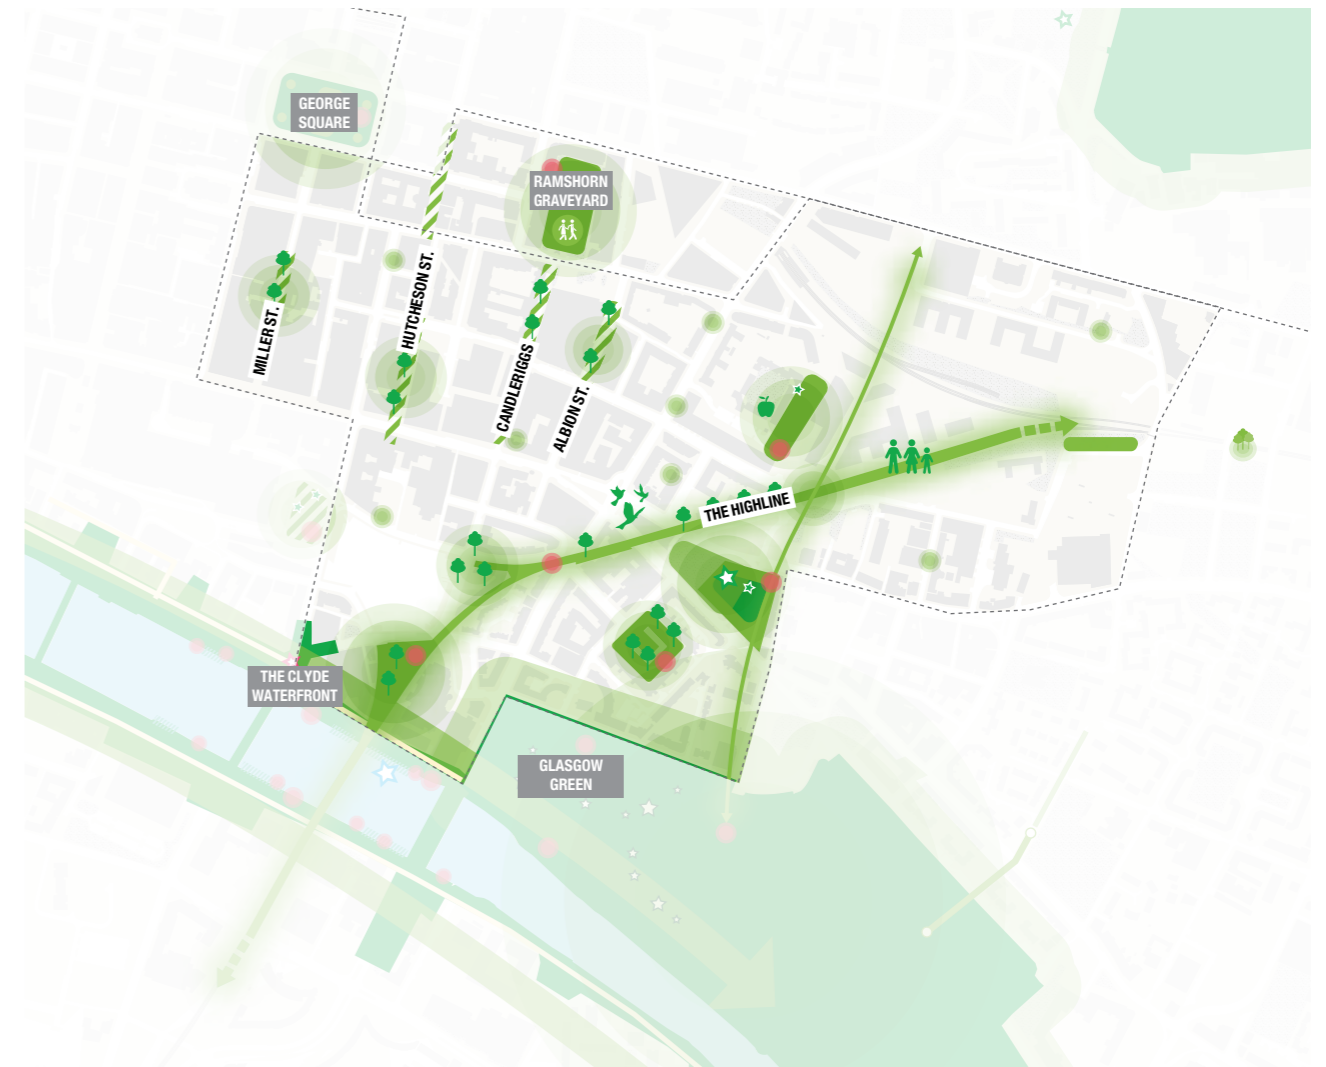 GEORGE
SQUARE
RAMSHORN
GRAVEYARD
MILLER ST.
HUTCHESON ST.
CANDLERIGGS
ALBION ST.
THE HIGHLINE
THE CLYDE
WATERFRONT
GLASGOW
GREEN